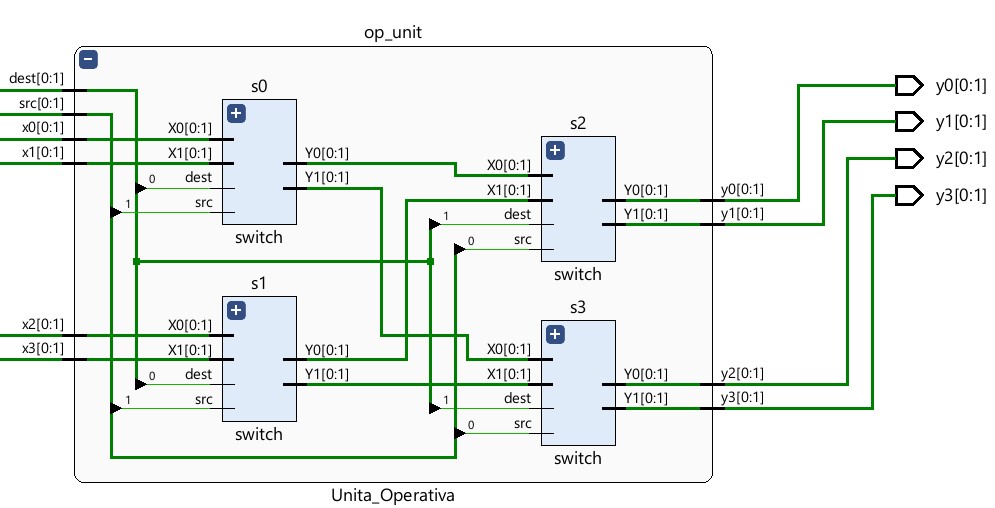 op_unit
dest[0:1]
src[0:1]
x0[0:1]
x1[0:1]
s0
X0[0:1]
X1[0:1]
0 dest
1 src
Y0[0:1]
Y1[0:1]
switch
s2
X0[0:1]
X1[0:1]
1 dest
0 src
Y0[0:1]
Y1[0:1]
switch
y0[0:1]
y1[0:1]
y0[0:1]
y1[0:1]
y2[0:1]
y3[0:1]
x2[0:1]
x3[0:1]
s1
X0[0:1]
X1[0:1]
0 dest
1 src
Y0[0:1]
Y1[0:1]
switch
s3
X0[0:1]
X1[0:1]
1 dest
0 src
Y0[0:1]
Y1[0:1]
switch
y2[0:1]
y3[0:1]
Unita_Operativa